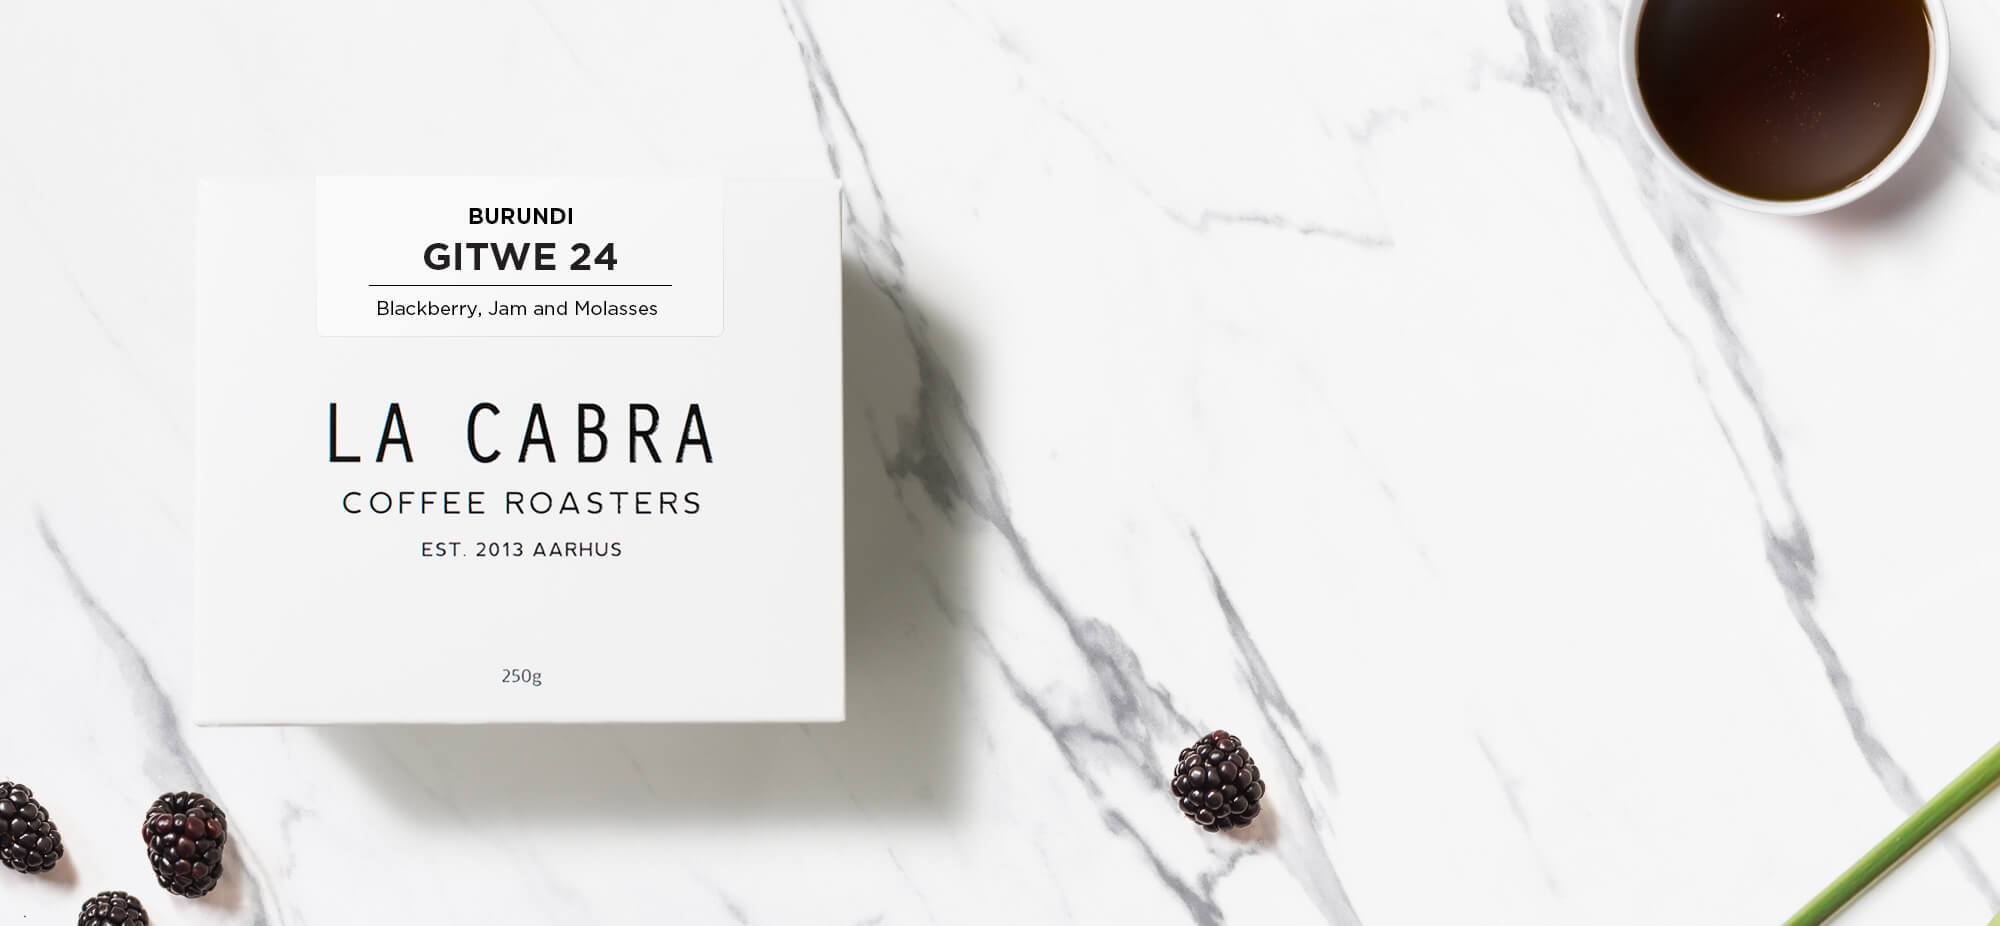 BURUNDI
GITWE 24
Blackberry, Jam and Molasses
LA CABRA
COFFEE ROASTERS
EST. 2013 AARHUS
250g